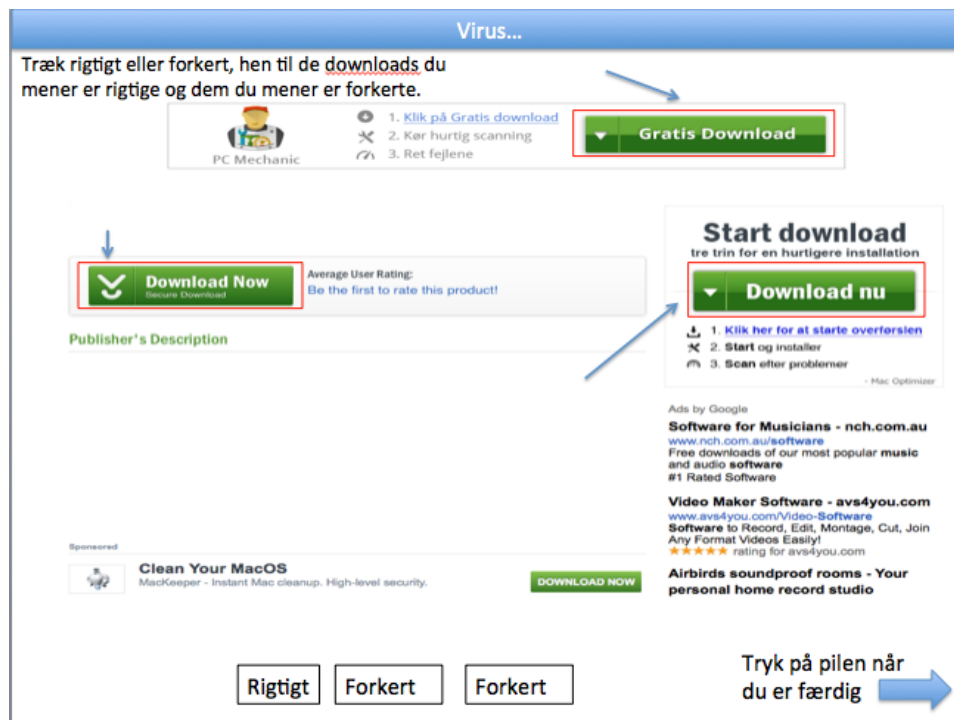 Virus...
Træk rigtigt eller forkert, hen til de downloads du
mener er rigtige og dem du mener er forkerte.
PC Mechanic
1. Klik på Gratis download
2. Kør hurtig scanning
3. Ret fejlene
Gratis Download
Start download
tre trin for en hurtigere installation
Download nu
1. Klik her for at starte overførslen
2. Start og installer
3. Scan efter problemer
- Mac Optimizer
Download Now
Secure Download
Average User Rating:
Be the first to rate this product!
Publisher's Description
Ads by Google
Software for Musicians - nch.com.au
www.nch.com.au/software
Free downloads of our most popular music
and audio software
#1 Rated Software
Video Maker Software - avs4you.com
www.avs4you.com/Video-Software
Software to Record, Edit, Montage, Cut, Join
Any Format Videos Easily!
rating for avs4you.com
Airbirds soundproof rooms - Your
personal home record studio
Sponsored
Clean Your MacOS
MacKeeper - Instant Mac cleanup. High-level security.
DOWNLOAD NOW
Rigtigt
Forkert
Forkert
Tryk på pilen når
du er færdig